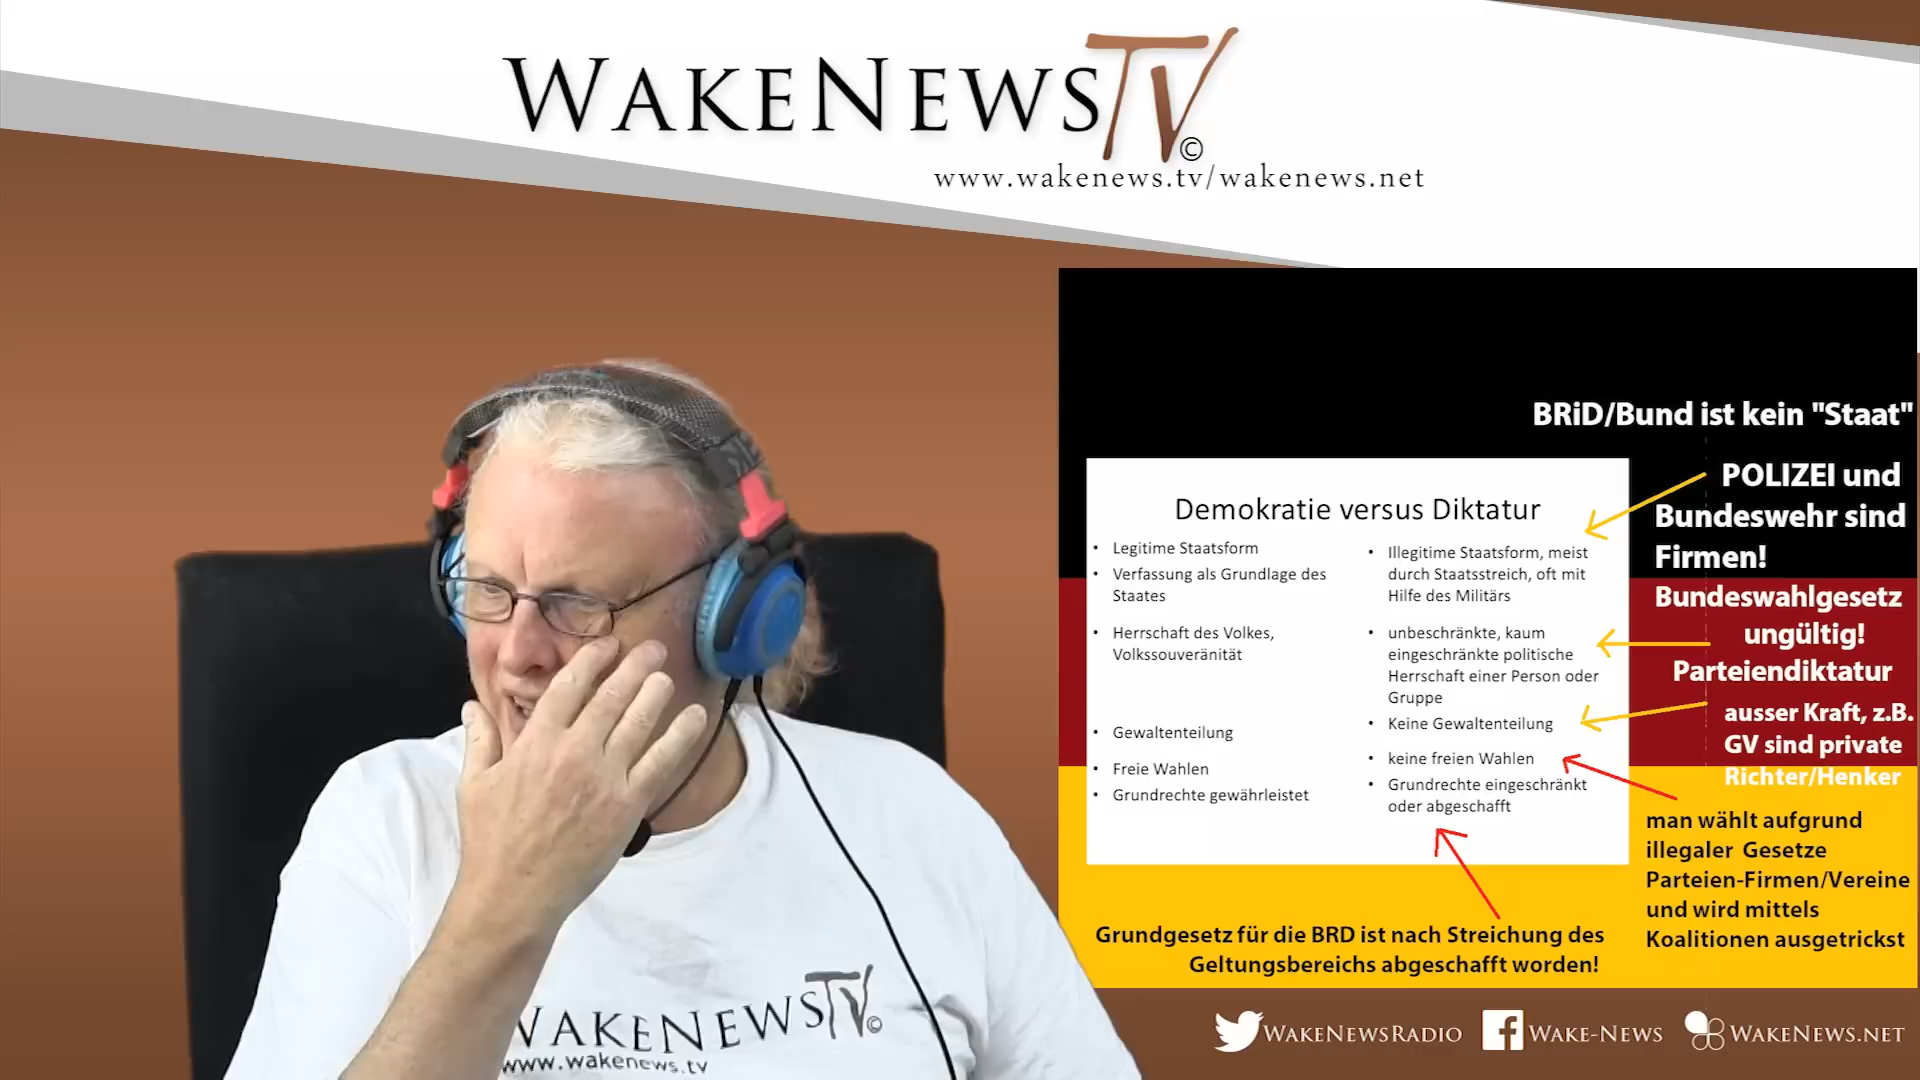 WAKENEWSTV©
www.wakenews.tv/wakenews.net
BRiD/Bund ist kein "Staat"
POLIZEI und
Bundeswehr sind
Firmen!
Bundeswahlgesetz
ungültig!
Parteiendiktatur
ausser Kraft, z.B.
GV sind private
Richter/Henker
man wählt aufgrund
illegaler Gesetze
Parteien-Firmen/Vereine
und wird mittels
Koalitionen ausgetrickst
Demokratie versus Diktatur
• Legitime Staatsform
• Verfassung als Grundlage des
Staates
• Herrschaft des Volkes,
Volkssouveränität
• Gewaltenteilung
• Freie Wahlen
• Grundrechte gewährleistet
• Illegitime Staatsform, meist
durch Staatsstreich, oft mit
Hilfe des Militärs
• unbeschränkte, kaum
eingeschränkte politische
Herrschaft einer Person oder
Gruppe
• Keine Gewaltenteilung
• keine freien Wahlen
• Grundrechte eingeschränkt
oder abgeschafft
Grundgesetz für die BRD ist nach Streichung des
Geltungsbereichs abgeschafft worden!
WAKENEWSTV©
www.wakenews.tv
WAKENEWSRADIO
WAKE-NEWS
WAKENEWS.NET